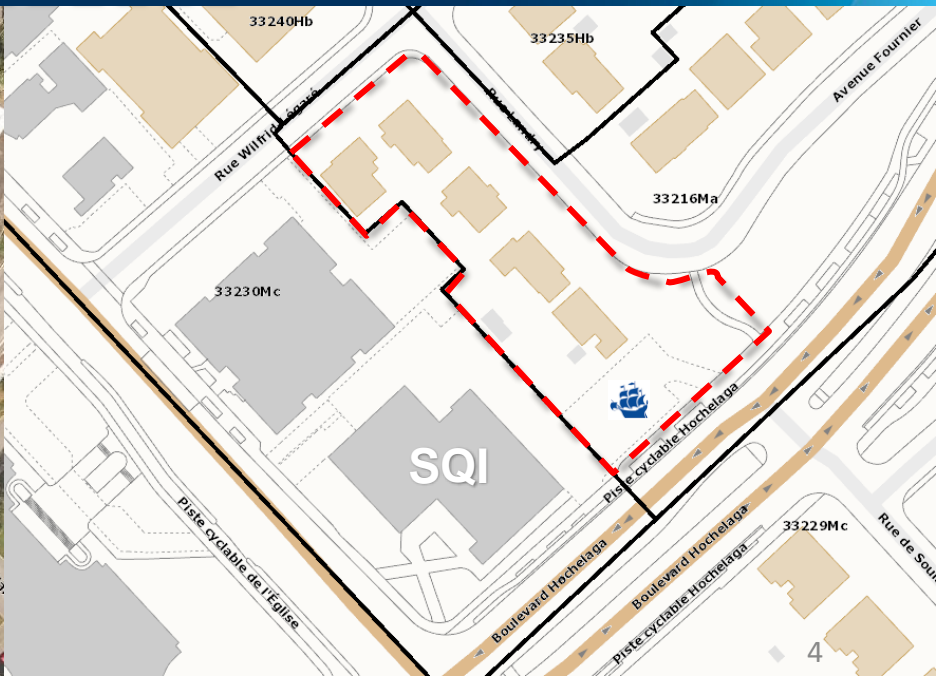 33240Hb
33235Hb
Avenue Fournier
Rue Landry
Rue Wilfrid-Légaré
33216Ma
33230Mc
SQI
Piste cyclable Hochelaga
Piste cyclable de l'Église
33229Mc
Boulevard Hochelaga
Boulevard Hochelaga
Piste cyclable Hochelaga
Rue de Soui
4